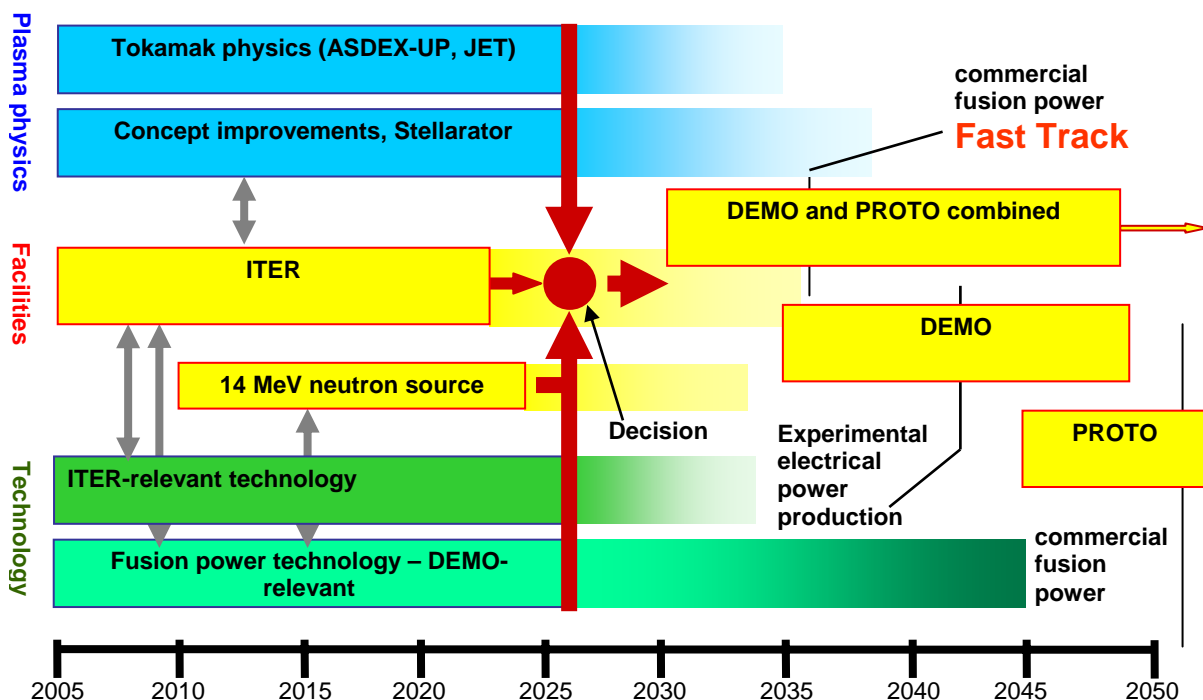 Plasma physics
Tokamak physics (ASDEX-UP, JET)
Concept improvements, Stellarator
commercial
fusion power
Fast Track
DEMO and PROTO combined
Facilities
ITER
DEMO
14 MeV neutron source
Decision
Experimental
electrical
power
production
PROTO
Technology
ITER-relevant technology
Fusion power technology – DEMO-
relevant
commercial
fusion
power
2005 2010 2015 2020 2025 2030 2035 2040 2045 2050